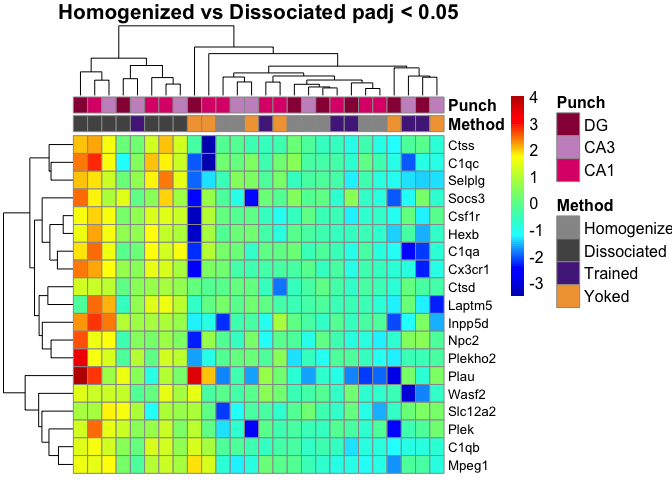 Homogenized vs Dissociated padj < 0.05
Punch
Method
Ctss
C1qc
Selplg
Socs3
Csf1r
Hexb
C1qa
Cx3cr1
Ctsd
Laptm5
Inpp5d
Npc2
Plekho2
Plau
Wasf2
Slc12a2
Plek
C1qb
Mpeg1
4
3
2
1
0
-1
-2
-3
Punch
DG
CA3
CA1
Method
Homogenize
Dissociated
Trained
Yoked